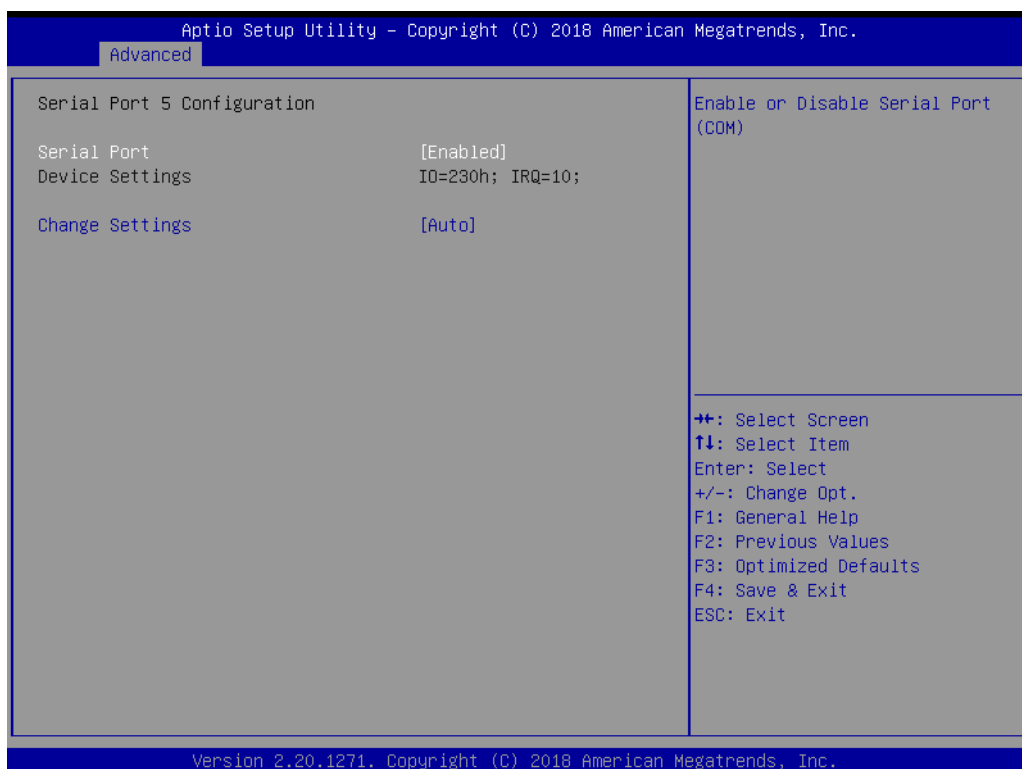 Aptio Setup Utility – Copyright (C) 2018 American Megatrends, Inc.
Advanced
Serial Port 5 Configuration
Serial Port [Enabled]
Device Settings IO=230h; IRQ=10;
Change Settings [Auto]
Enable or Disable Serial Port
(COM)
→←: Select Screen
↑↓: Select Item
Enter: Select
+/-: Change Opt.
F1: General Help
F2: Previous Values
F3: Optimized Defaults
F4: Save & Exit
ESC: Exit
Version 2.20.1271. Copyright (C) 2018 American Megatrends, Inc.